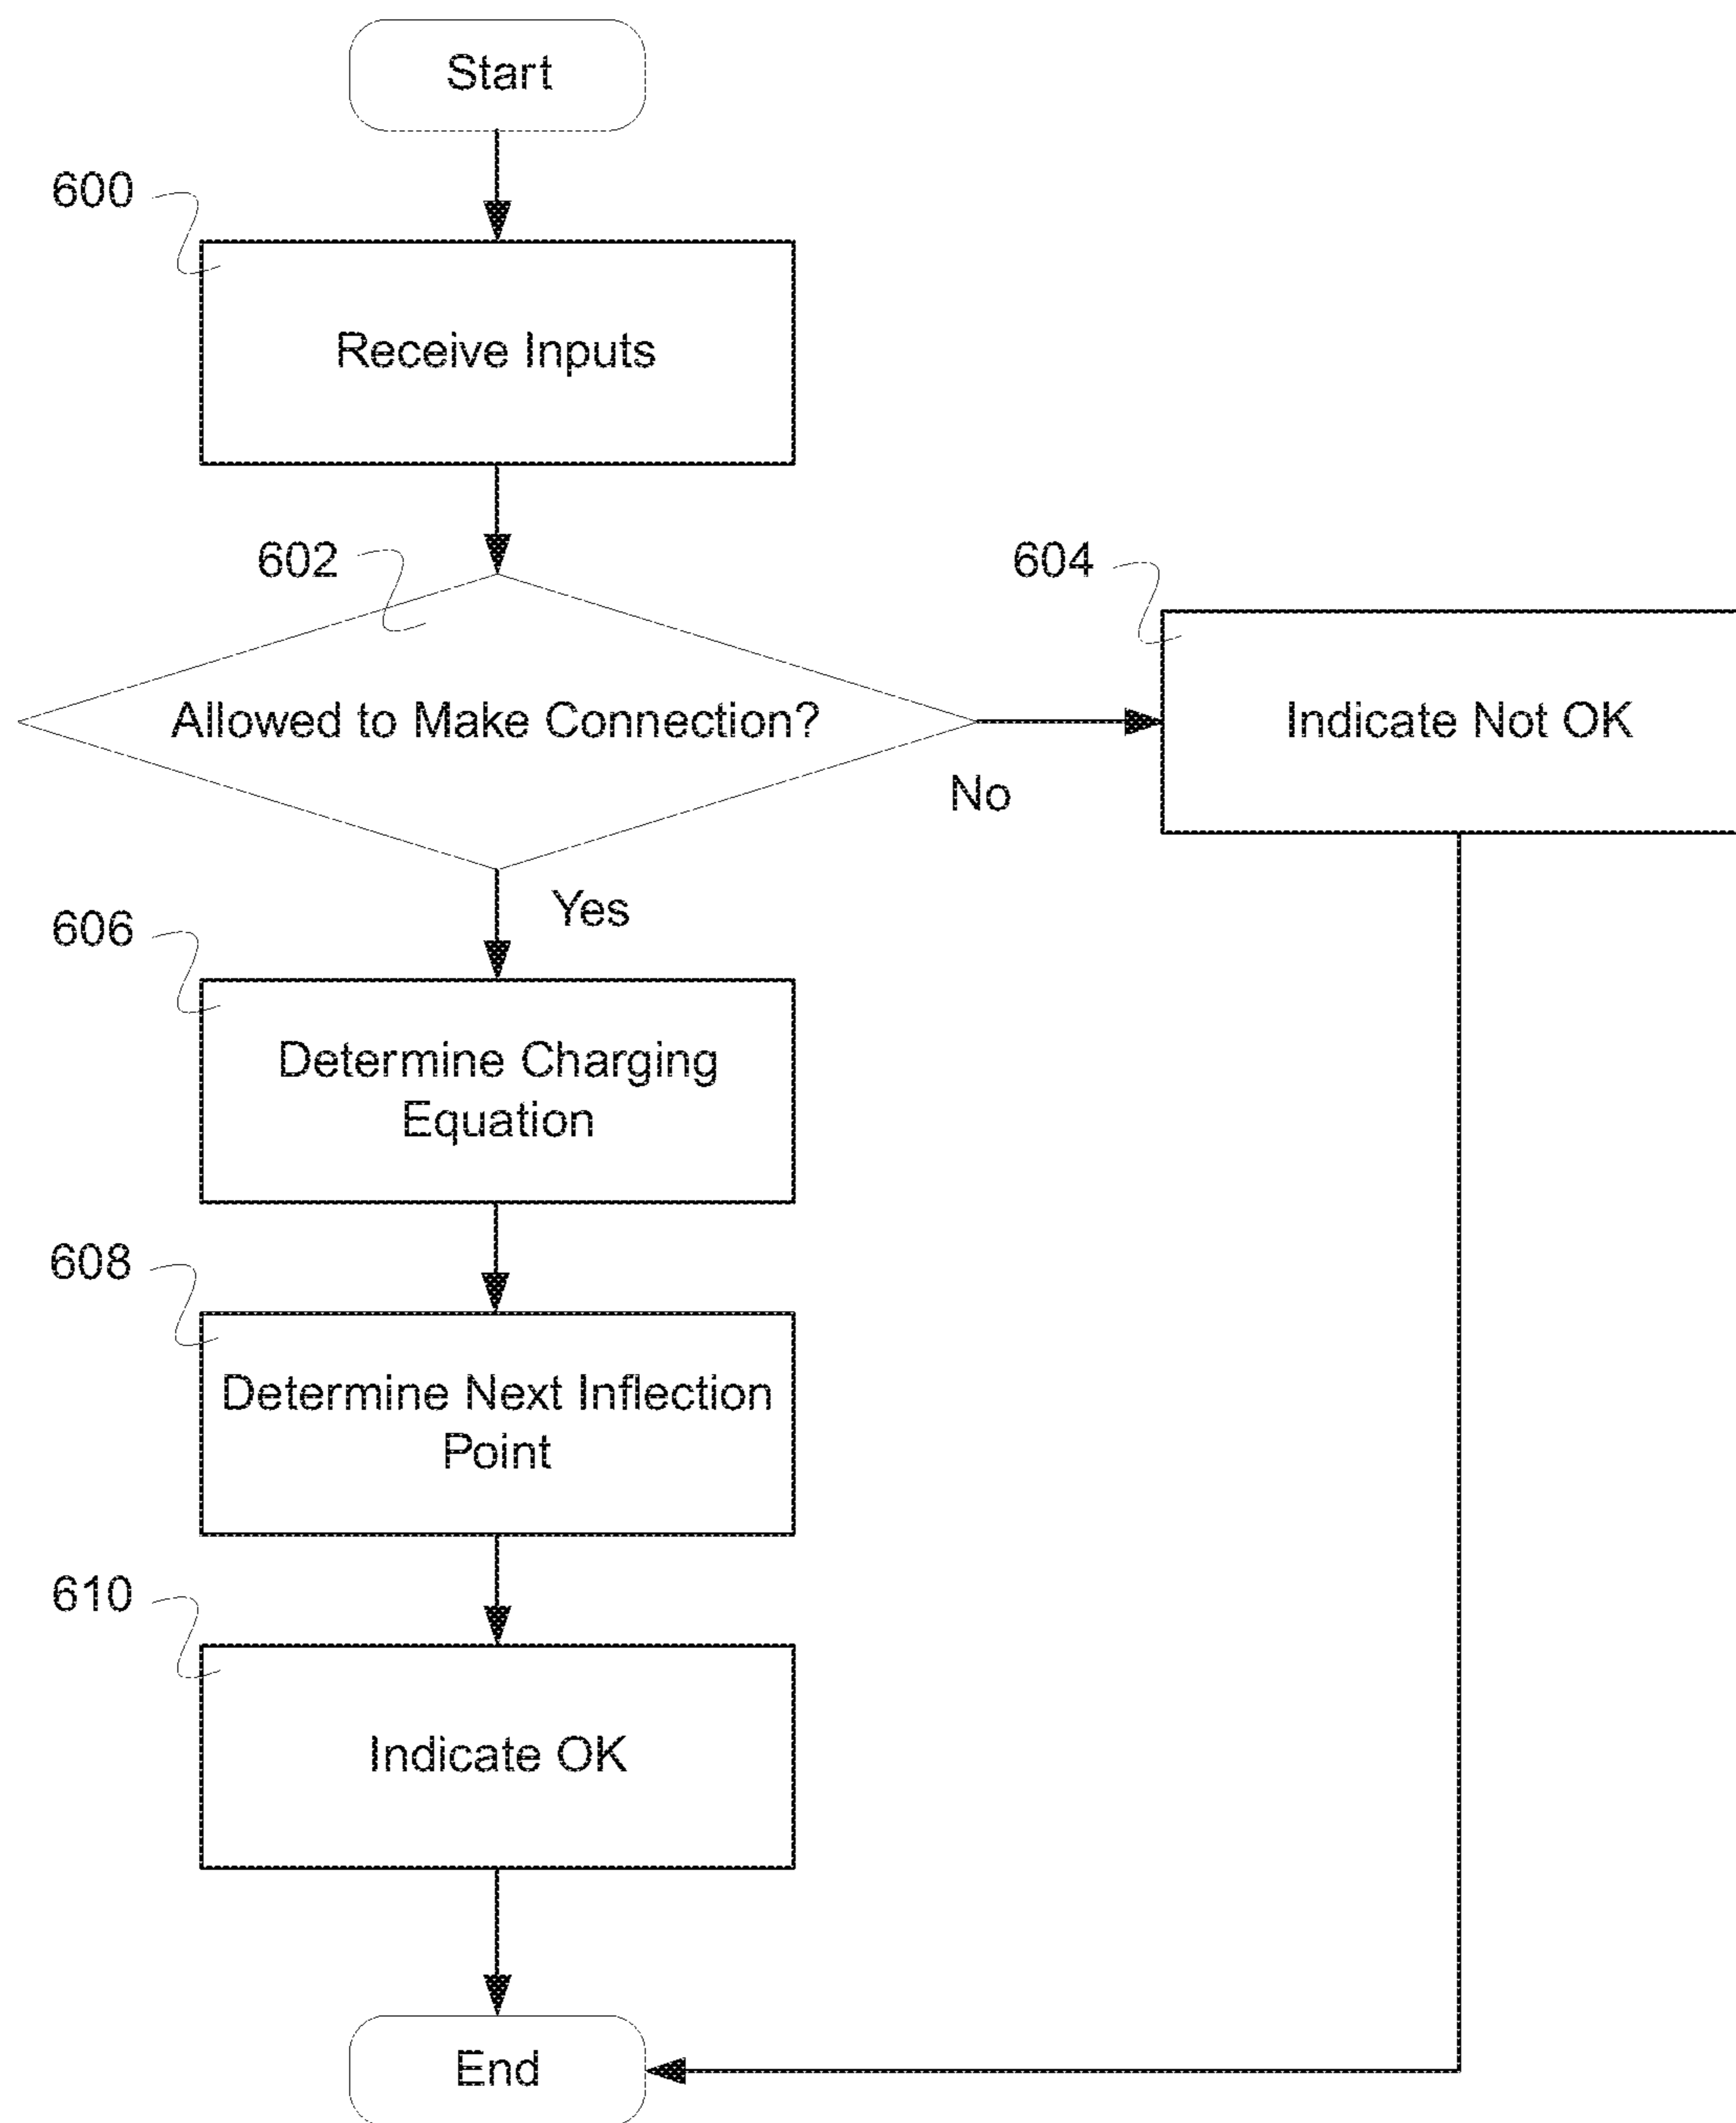 Start
600
Receive Inputs
602
604
Allowed to Make Connection?
Indicate Not OK
No
Yes
606
Determine Charging
Equation
608
Determine Next Inflection
Point
610
Indicate OK
End